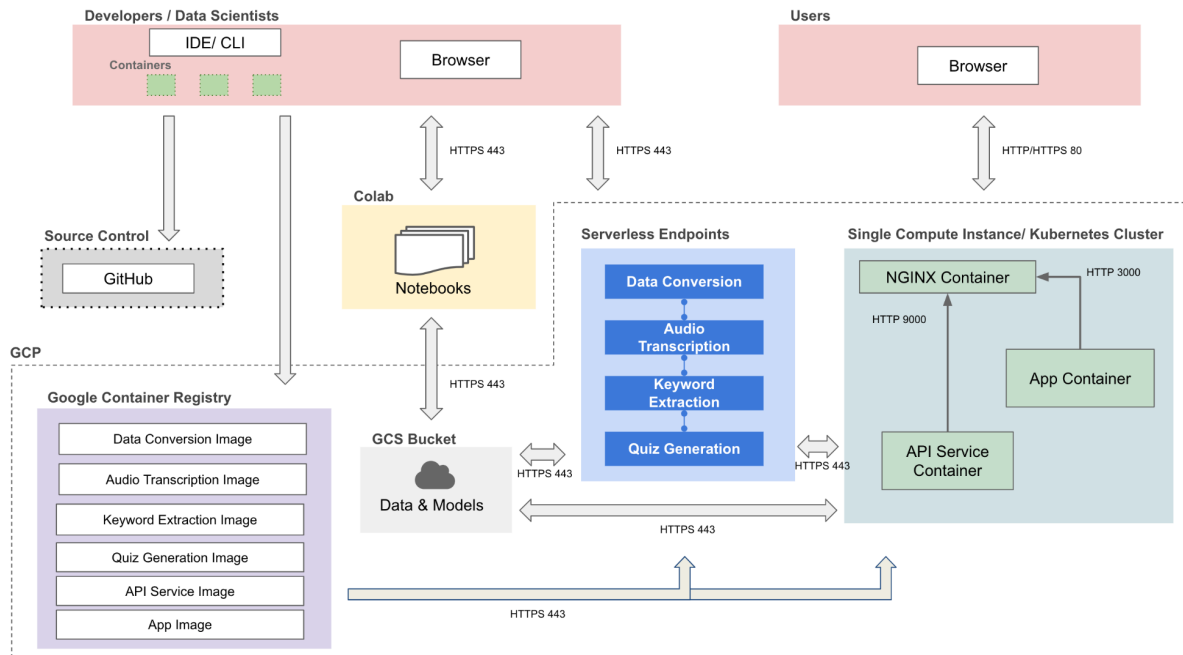 Developers / Data Scientists
Users
IDE/ CLI
Containers
Browser
Browser
HTTPS 443
HTTPS 443
HTTP/HTTPS 80
Colab
Notebooks
Source Control
GitHub
Serverless Endpoints
Data Conversion
Audio
Transcription
Keyword
Extraction
Quiz Generation
Single Compute Instance/ Kubernetes Cluster
NGINX Container
HTTP 3000
HTTP 9000
App Container
API Service
Container
GCP
HTTPS 443
Google Container Registry
Data Conversion Image
Audio Transcription Image
Keyword Extraction Image
Quiz Generation Image
API Service Image
App Image
GCS Bucket
Data & Models
HTTPS 443
HTTPS 443
HTTPS 443
HTTPS 443